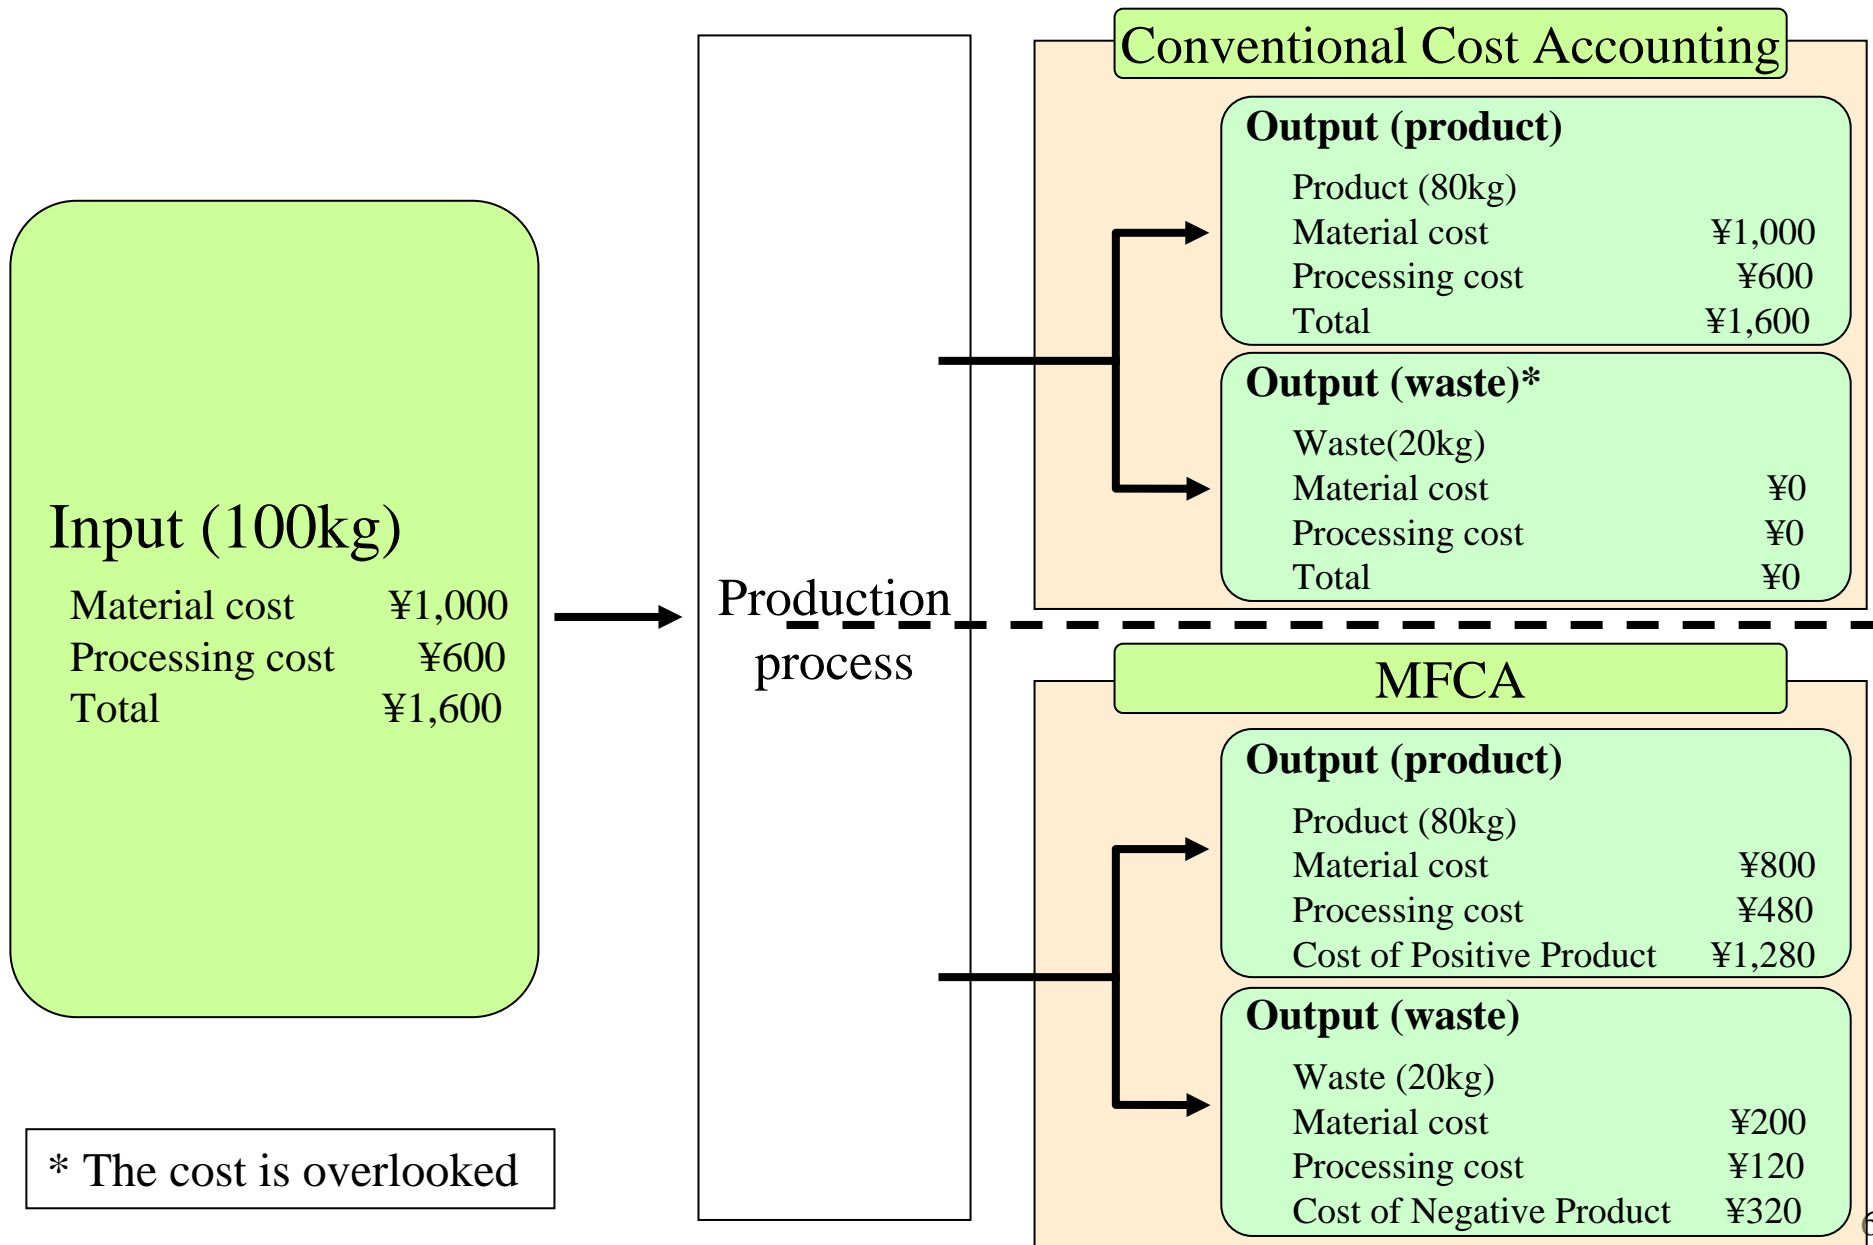 Input (100kg)
Material cost ¥1,000
Processing cost ¥600
Total ¥1,600
* The cost is overlooked
Production
process
Conventional Cost Accounting
Output (product)
Product (80kg)
Material cost ¥1,000
Processing cost ¥600
Total ¥1,600
Output (waste)*
Waste(20kg)
Material cost ¥0
Processing cost ¥0
Total ¥0
MFCA
Output (product)
Product (80kg)
Material cost ¥800
Processing cost ¥480
Cost of Positive Product ¥1,280
Output (waste)
Waste (20kg)
Material cost ¥200
Processing cost ¥120
Cost of Negative Product ¥320